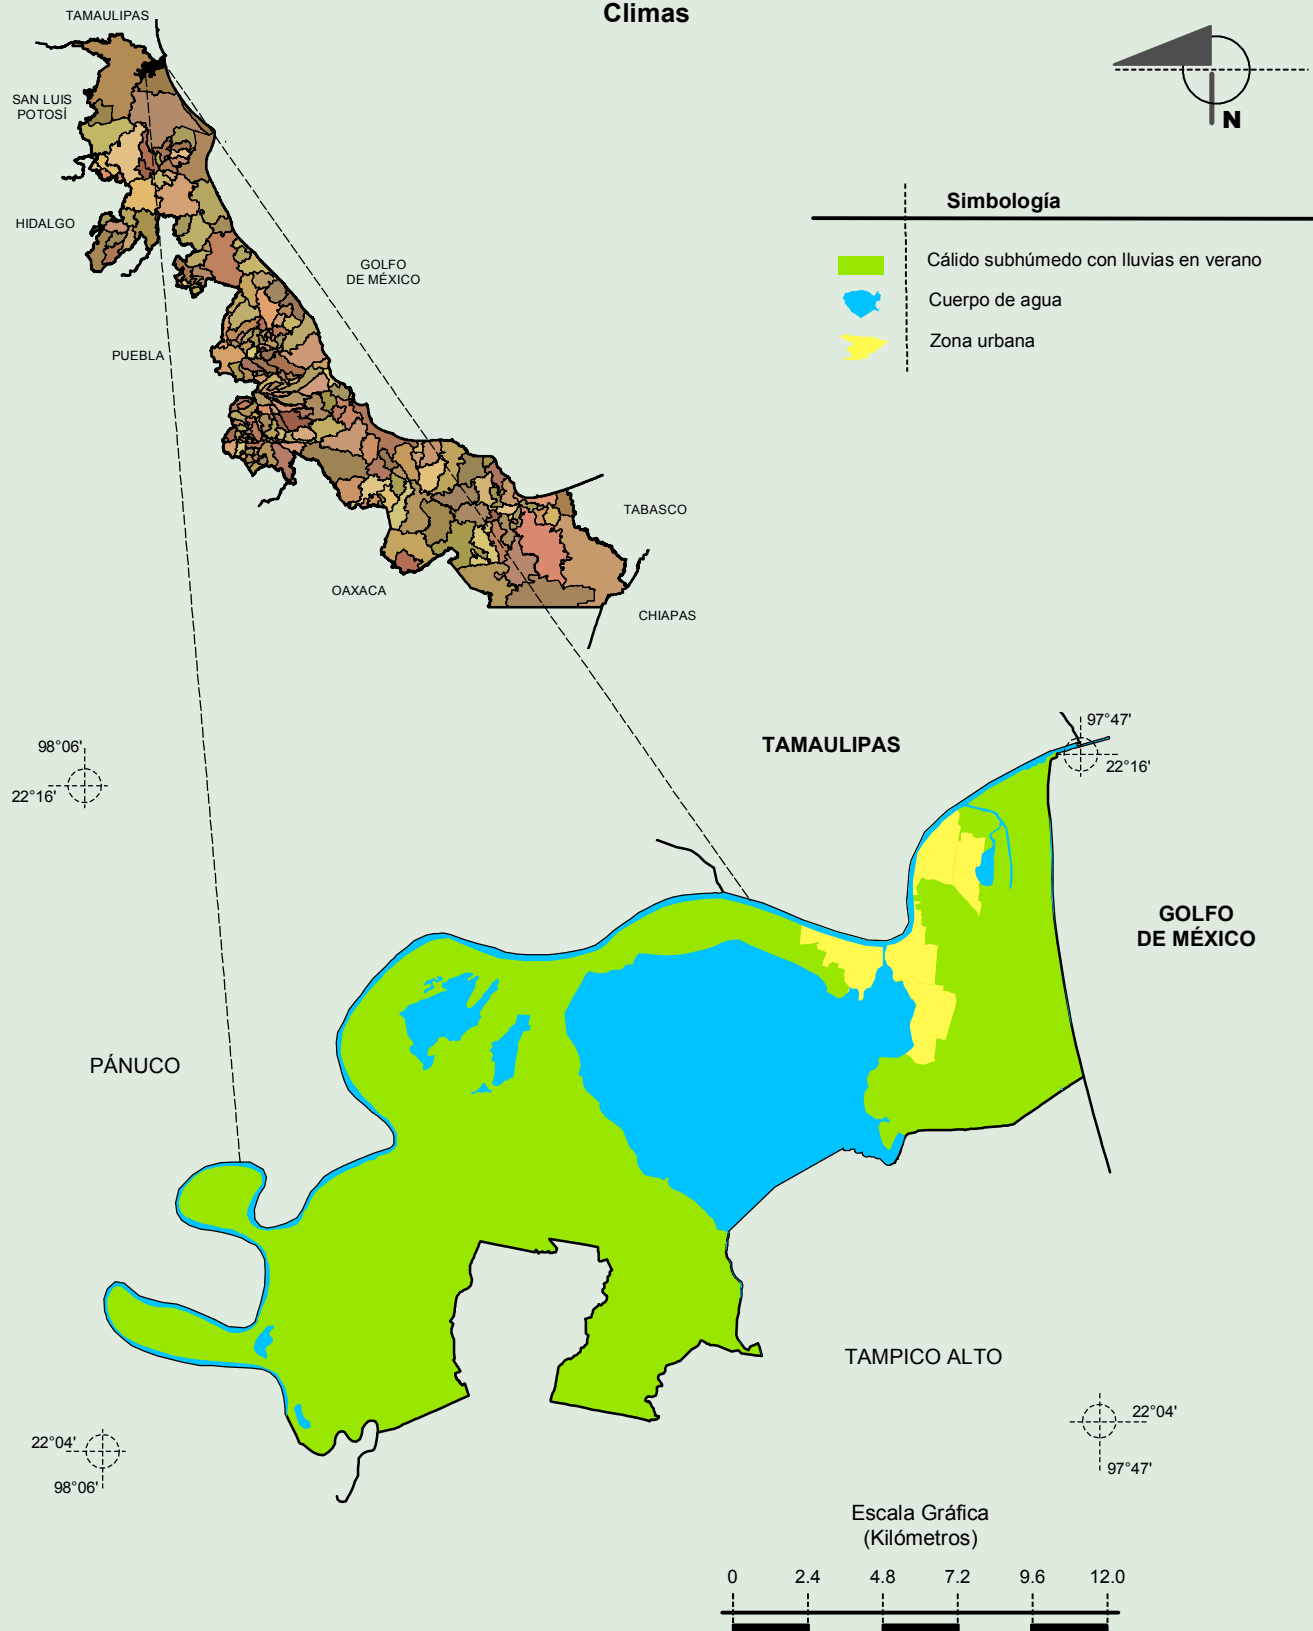 Climas
TAMAULIPAS
SAN LUIS
POTOSÍ
HIDALGO
GOLFO
DE MÉXICO
PUEBLA
TABASCO
OAXACA
CHIAPAS
N
Simbología
Cálido subhúmedo con lluvias en verano
Cuerpo de agua
Zona urbana
98°06'
22°16'
TAMAULIPAS
97°47'
22°16'
GOLFO
DE MÉXICO
PÁNUCO
TAMPICO ALTO
22°04'
98°06'
22°04'
97°47'
Escala Gráfica
(Kilómetros)
0 2.4 4.8 7.2 9.6 12.0